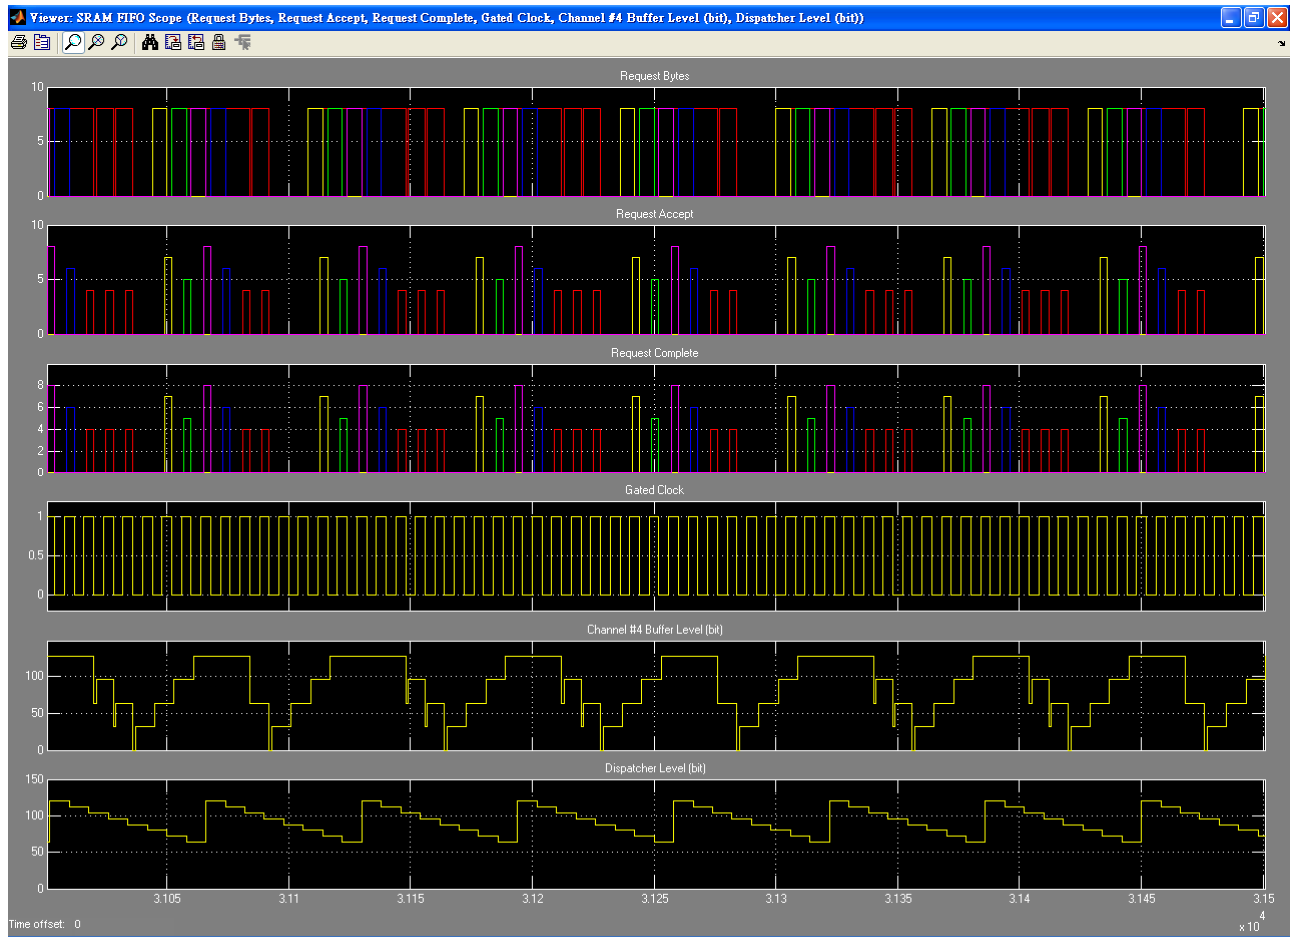 Viewer: SRAM FIFO Scope (Request Bytes, Request Accept, Request Complete, Gated Clock, Channel #4 Buffer Level (bit), Dispatcher Level (bit))
Request Bytes
10
5
0
Request Accept
10
5
0
Request Complete
8
6
4
2
0
Gated Clock
1
0.5
0
Channel #4 Buffer Level (bit)
100
50
0
Dispatcher Level (bit)
150
100
50
0
3.105 3.11 3.115 3.12 3.125 3.13 3.135 3.14 3.145 3.15
x 10 4
Time offset: 0